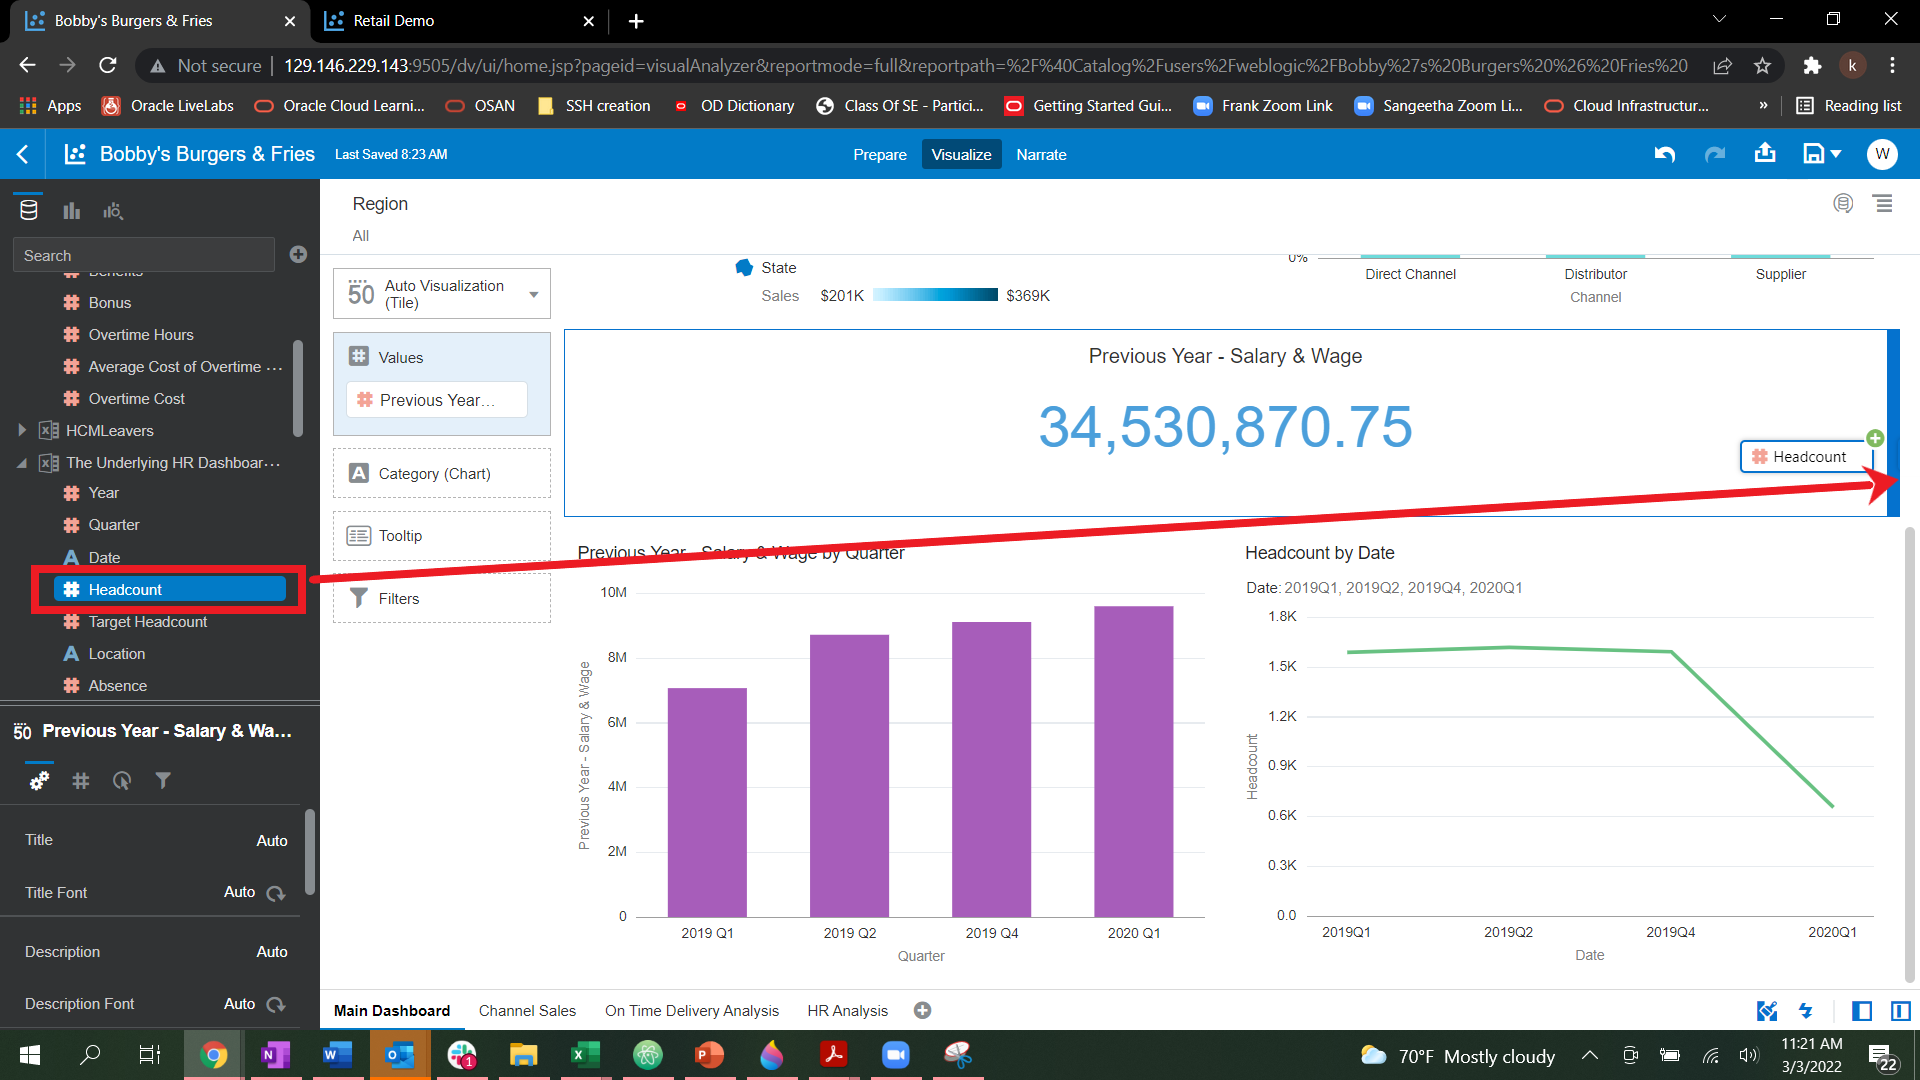 Bobby's Burgers & Fries
Retail Demo
Not secure
129.146.229.143:9505/dv/ui/home.jsp?pageid=visualAnalyzer&reportmode=full&reportpath=%2F%40Catalog%2Fusers%2Fweblogic%2FBobby%27s%20Burgers%20%26%20Fries%20
k
Apps
Oracle LiveLabs
Oracle Cloud Learni...
OSAN
SSH creation
OD Dictionary
Class Of SE - Partici...
Getting Started Gui...
Frank Zoom Link
Sangeetha Zoom Li...
Cloud Infrastructur...
»
Reading list
Bobby's Burgers & Fries
Last Saved 8:23 AM
Prepare
Visualize
Narrate
W
Search
Benefits
Bonus
Overtime Hours
Average Cost of Overtime ...
Overtime Cost
HCMLeavers
The Underlying HR Dashboar...
Year
Quarter
Date
Headcount
Target Headcount
Location
Absence
50 Previous Year - Salary & Wa...
Title Auto
Title Font Auto
Description Auto
Description Font Auto
Region
All
50 Auto Visualization
(Tile)
Values
Previous Year...
Category (Chart)
Tooltip
Filters
State
Sales $201K $369K
0%
Direct Channel
Distributor
Supplier
Channel
Previous Year - Salary & Wage
34,530,870.75
Headcount
Previous Year - Salary & Wage by Quarter
10M
8M
6M
4M
2M
0
Previous Year - Salary & Wage
2019 Q1
2019 Q2
2019 Q4
2020 Q1
Quarter
Headcount by Date
Date: 2019Q1, 2019Q2, 2019Q4, 2020Q1
1.8K
1.5K
1.2K
0.9K
0.6K
0.3K
0.0
Headcount
2019Q1
2019Q2
2019Q4
2020Q1
Date
Main Dashboard
Channel Sales
On Time Delivery Analysis
HR Analysis
1
70°F Mostly cloudy
11:21 AM
3/3/2022
22